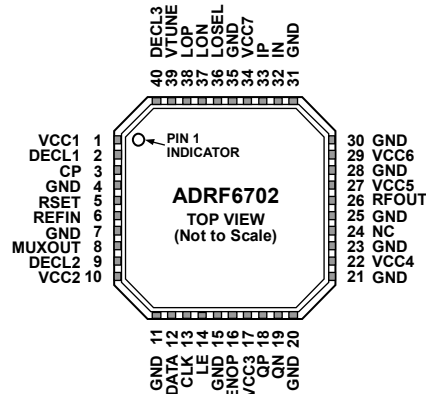 40 DECL3
39 VTUNE
38 LOP
37 LON
36 LOSEL
35 GND
34 VCC7
33 IP
32 IN
31 GND
VCC1 1
DECL1 2
CP 3
GND 4
RSET 5
REFIN 6
GND 7
MUXOUT 8
DECL2 9
VCC2 10
PIN 1
INDICATOR
ADRF6702
TOP VIEW
(Not to Scale)
30 GND
29 VCC6
28 GND
27 VCC5
26 RFOUT
25 GND
24 NC
23 GND
22 VCC4
21 GND
GND 11
DATA 12
CLK 13
LE 14
GND 15
ENOP 16
VCC3 17
QP 18
QN 19
GND 20